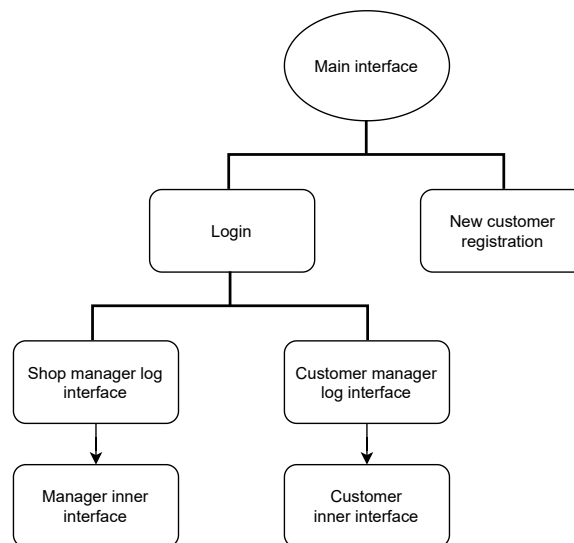 Main interface
Login
New customer
registration
Shop manager log
interface
Customer manager
log interface
Manager inner
interface
Customer
inner interface